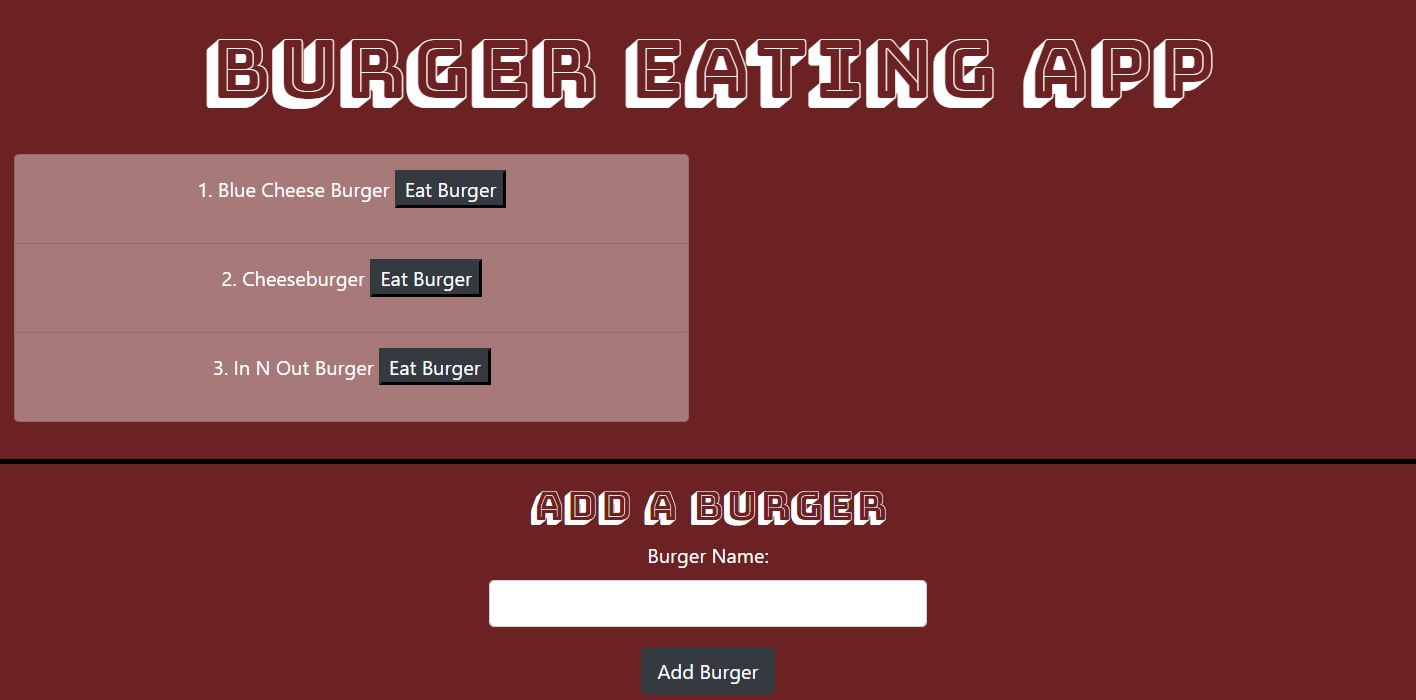 BURGER EATING APP
1. Blue Cheese Burger Eat Burger
2. Cheeseburger Eat Burger
3. In N Out Burger Eat Burger
ADD A BURGER
Burger Name:
Add Burger